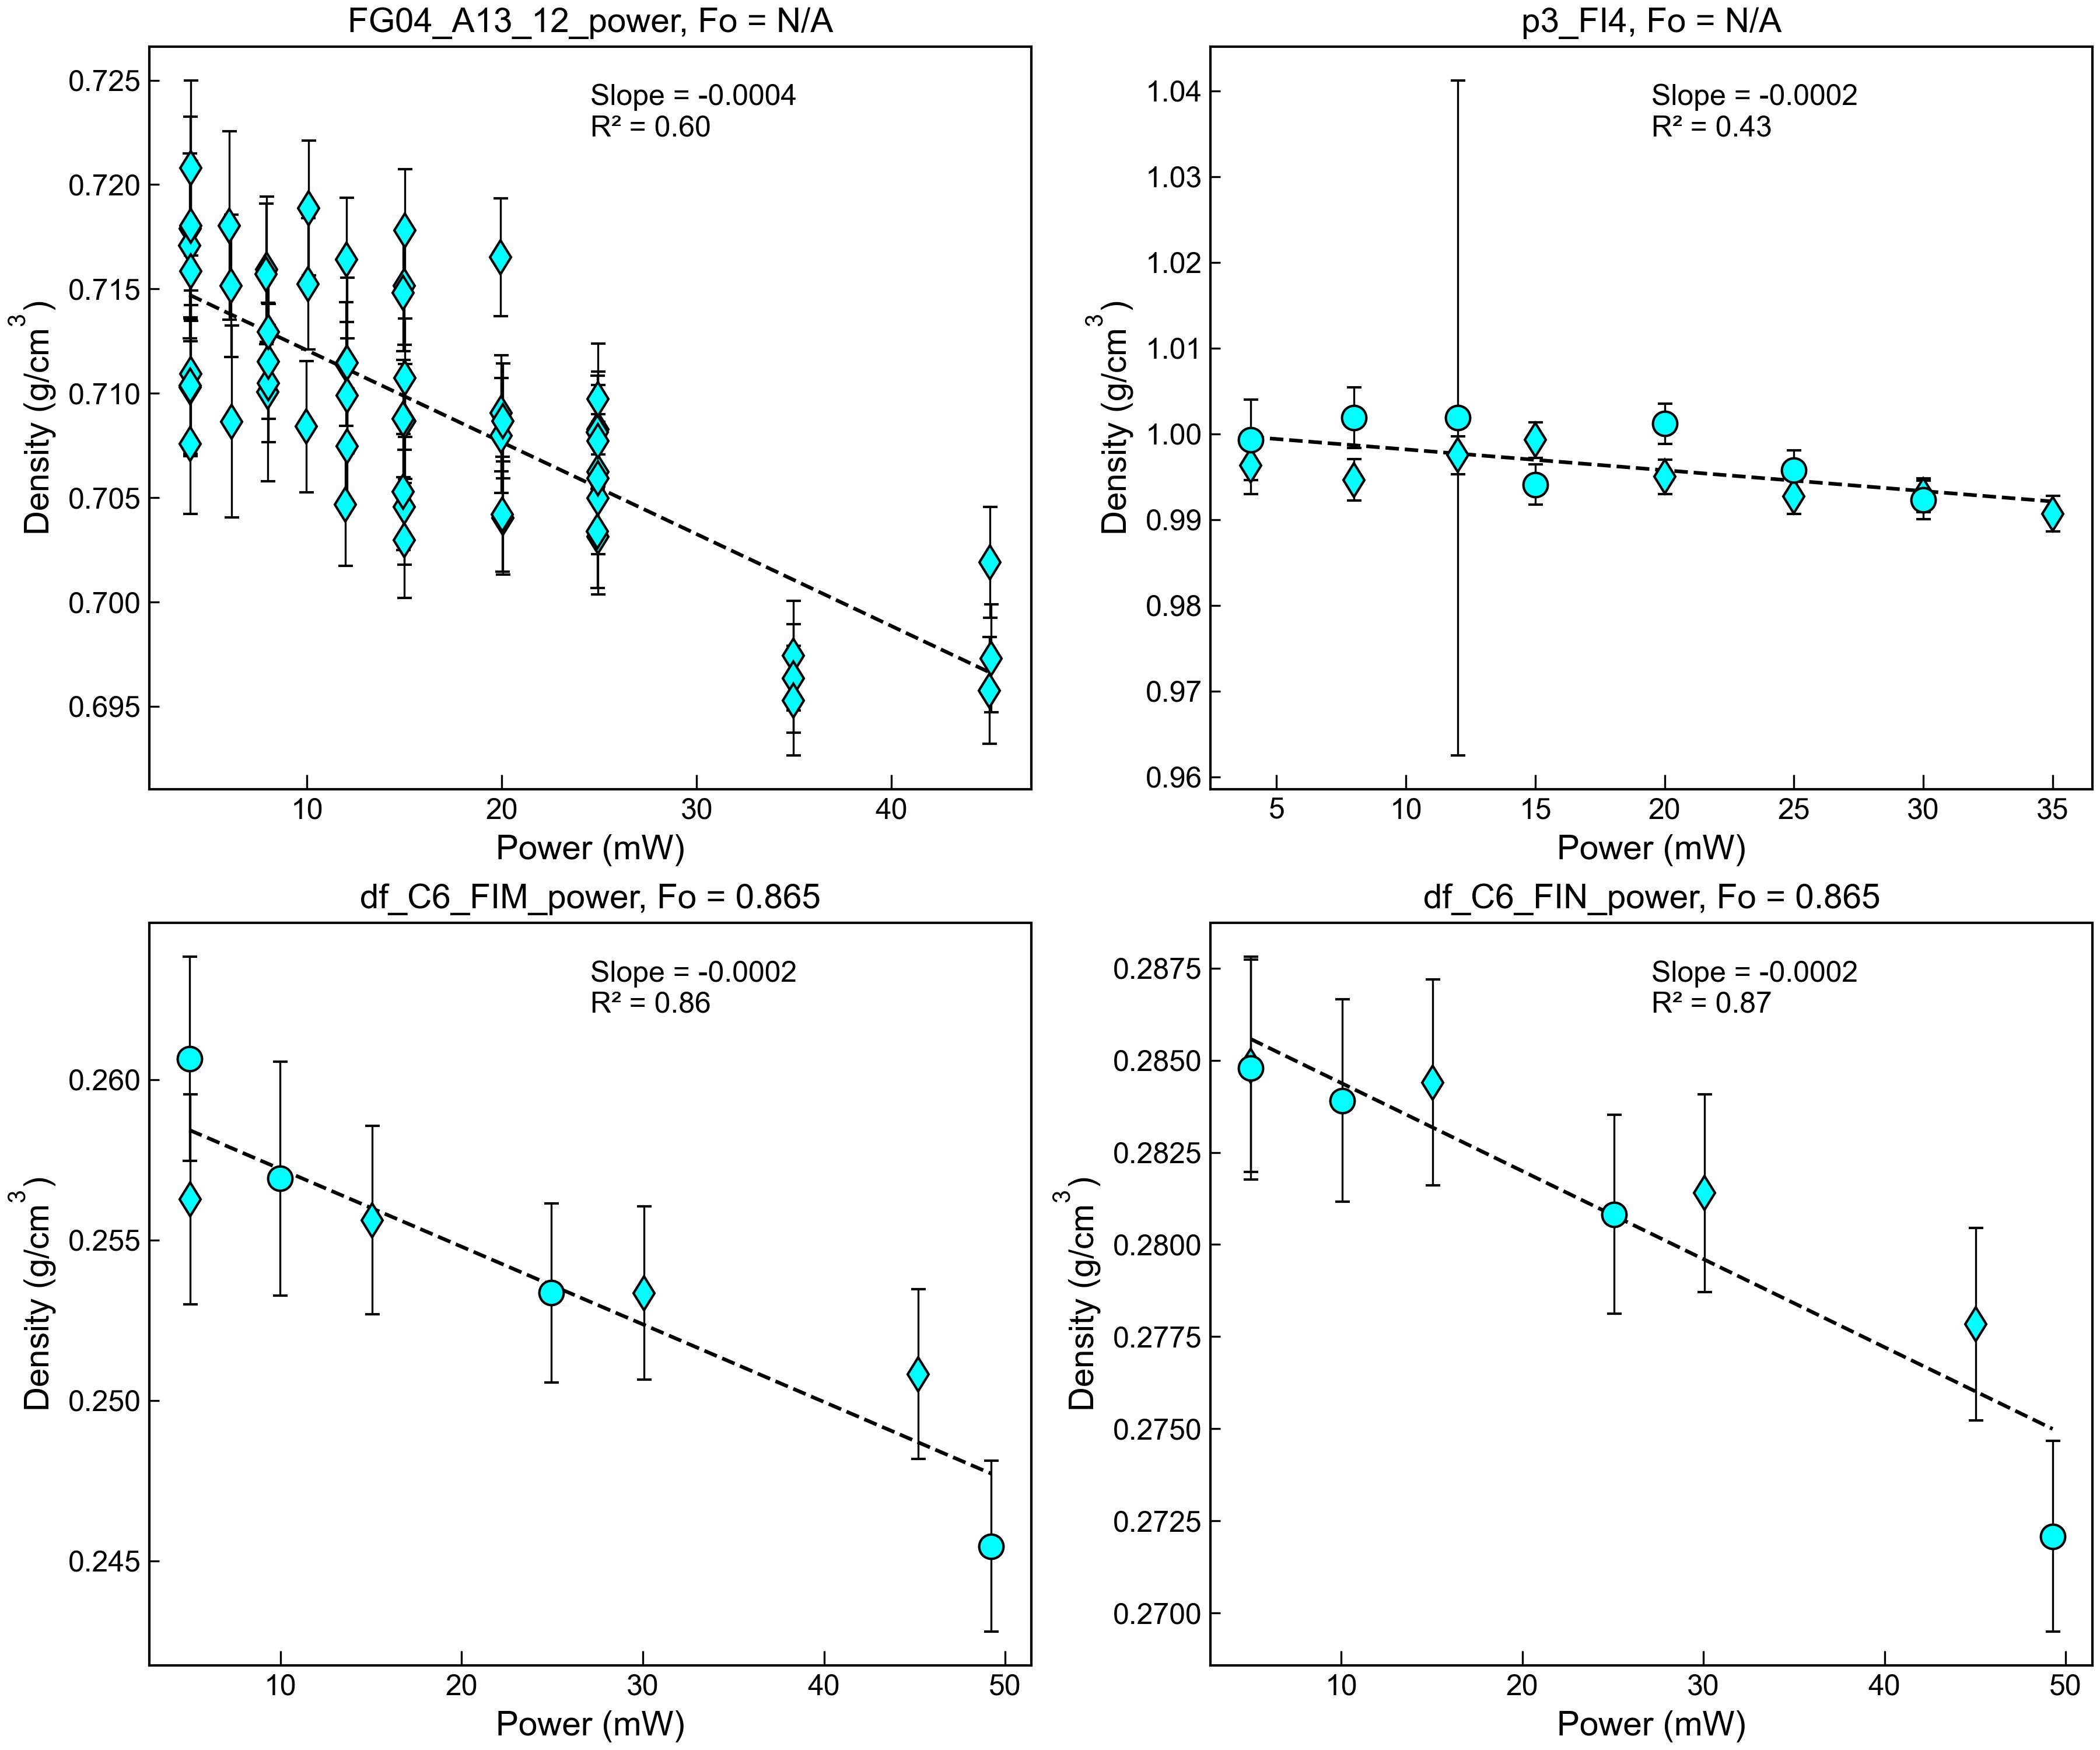 FG04_A13_12_power, Fo = N/A
Slope = -0.0004
R² = 0.60
0.725
0.720
0.715
0.710
0.705
0.700
0.695
Density (g/cm³)
10 20 30 40
Power (mW)
p3_FI4, Fo = N/A
Slope = -0.0002
R² = 0.43
1.04
1.03
1.02
1.01
1.00
0.99
0.98
0.97
0.96
Density (g/cm³)
5 10 15 20 25 30 35
Power (mW)
df_C6_FIM_power, Fo = 0.865
Slope = -0.0002
R² = 0.86
0.260
0.255
0.250
0.245
Density (g/cm³)
10 20 30 40 50
Power (mW)
df_C6_FIN_power, Fo = 0.865
Slope = -0.0002
R² = 0.87
0.2875
0.2850
0.2825
0.2800
0.2775
0.2750
0.2725
0.2700
Density (g/cm³)
10 20 30 40 50
Power (mW)